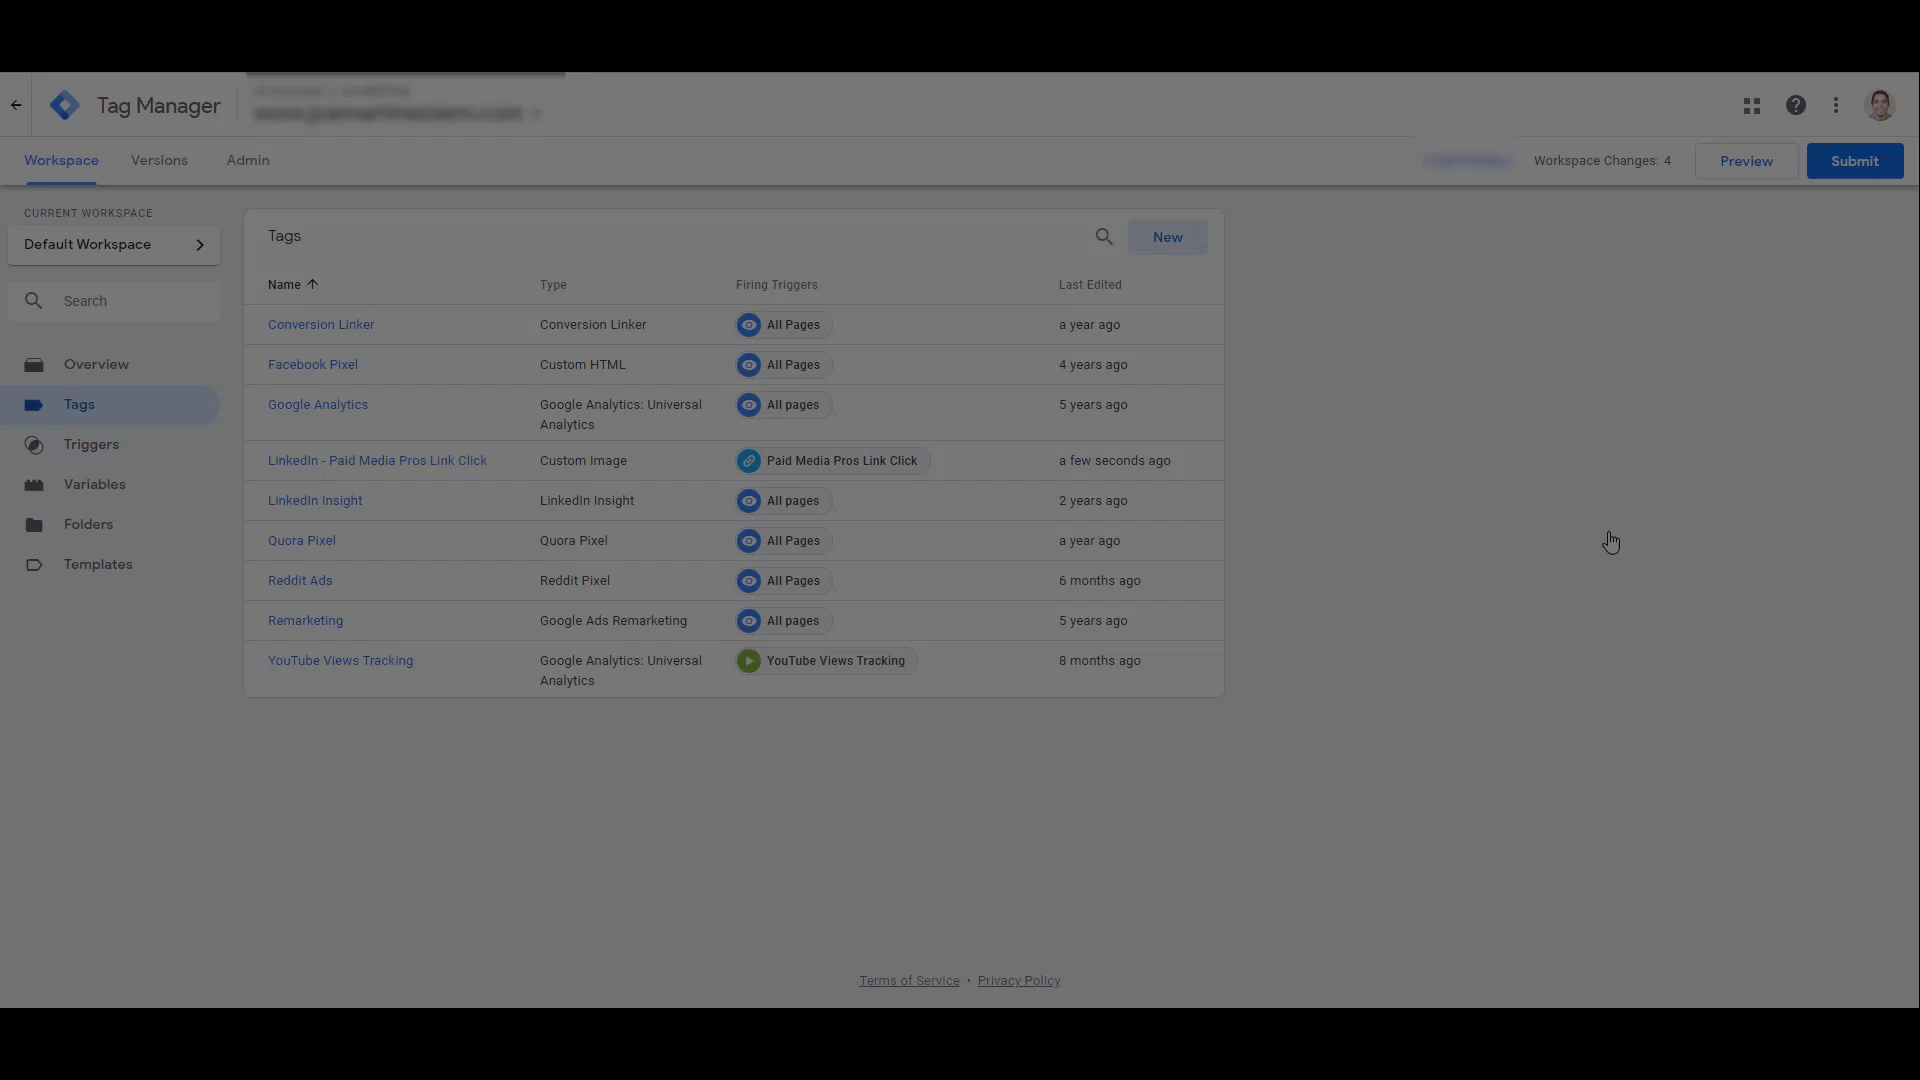 Tag Manager
Workspace Versions Admin
Workspace Changes: 4 Preview Submit
CURRENT WORKSPACE
Default Workspace
Search
Overview
Tags
Triggers
Variables
Folders
Templates
Tags New
Name Type Firing Triggers Last Edited
Conversion Linker Conversion Linker All Pages a year ago
Facebook Pixel Custom HTML All Pages 4 years ago
Google Analytics Google Analytics: Universal All pages 5 years ago
Analytics
LinkedIn - Paid Media Pros Link Click Custom Image Paid Media Pros Link Click a few seconds ago
LinkedIn Insight LinkedIn Insight All pages 2 years ago
Quora Pixel Quora Pixel All Pages a year ago
Reddit Ads Reddit Pixel All Pages 6 months ago
Remarketing Google Ads Remarketing All pages 5 years ago
YouTube Views Tracking Google Analytics: Universal YouTube Views Tracking 8 months ago
Analytics
Terms of Service • Privacy Policy